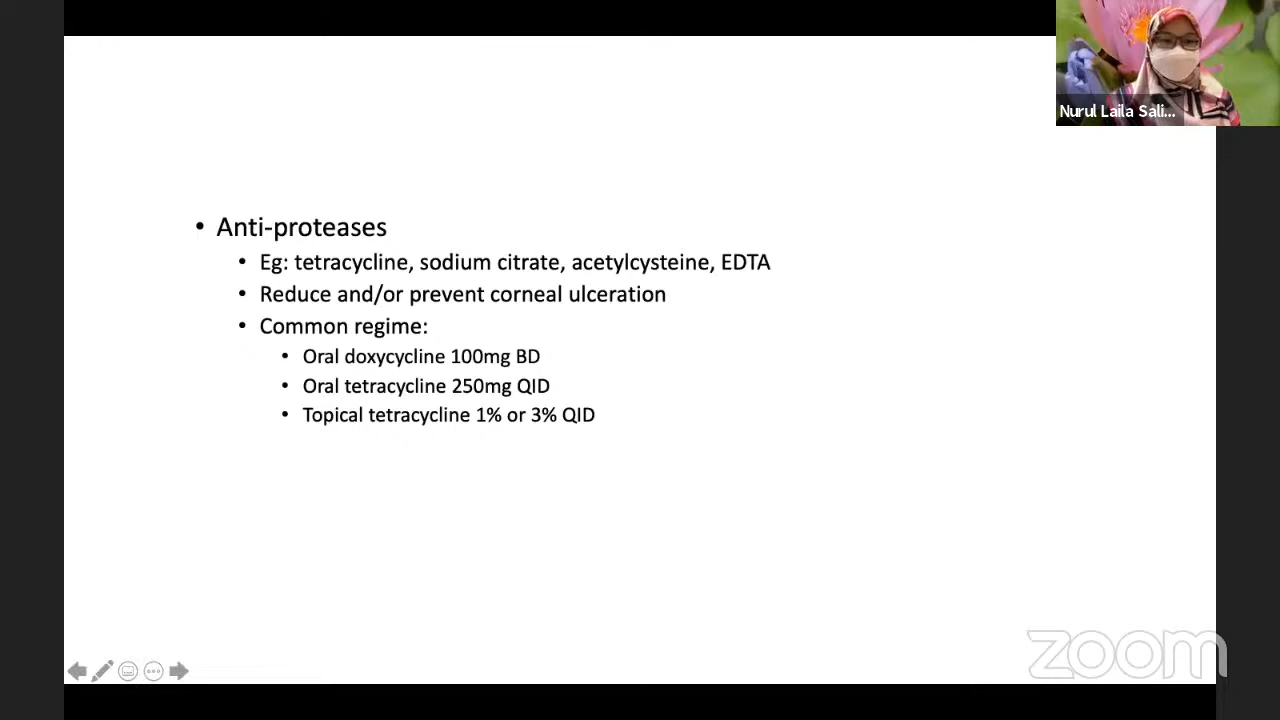 Nurul Laila Sali...
• Anti-proteases
• Eg: tetracycline, sodium citrate, acetylcysteine, EDTA
• Reduce and/or prevent corneal ulceration
• Common regime:
• Oral doxycycline 100mg BD
• Oral tetracycline 250mg QID
• Topical tetracycline 1% or 3% QID
zoom